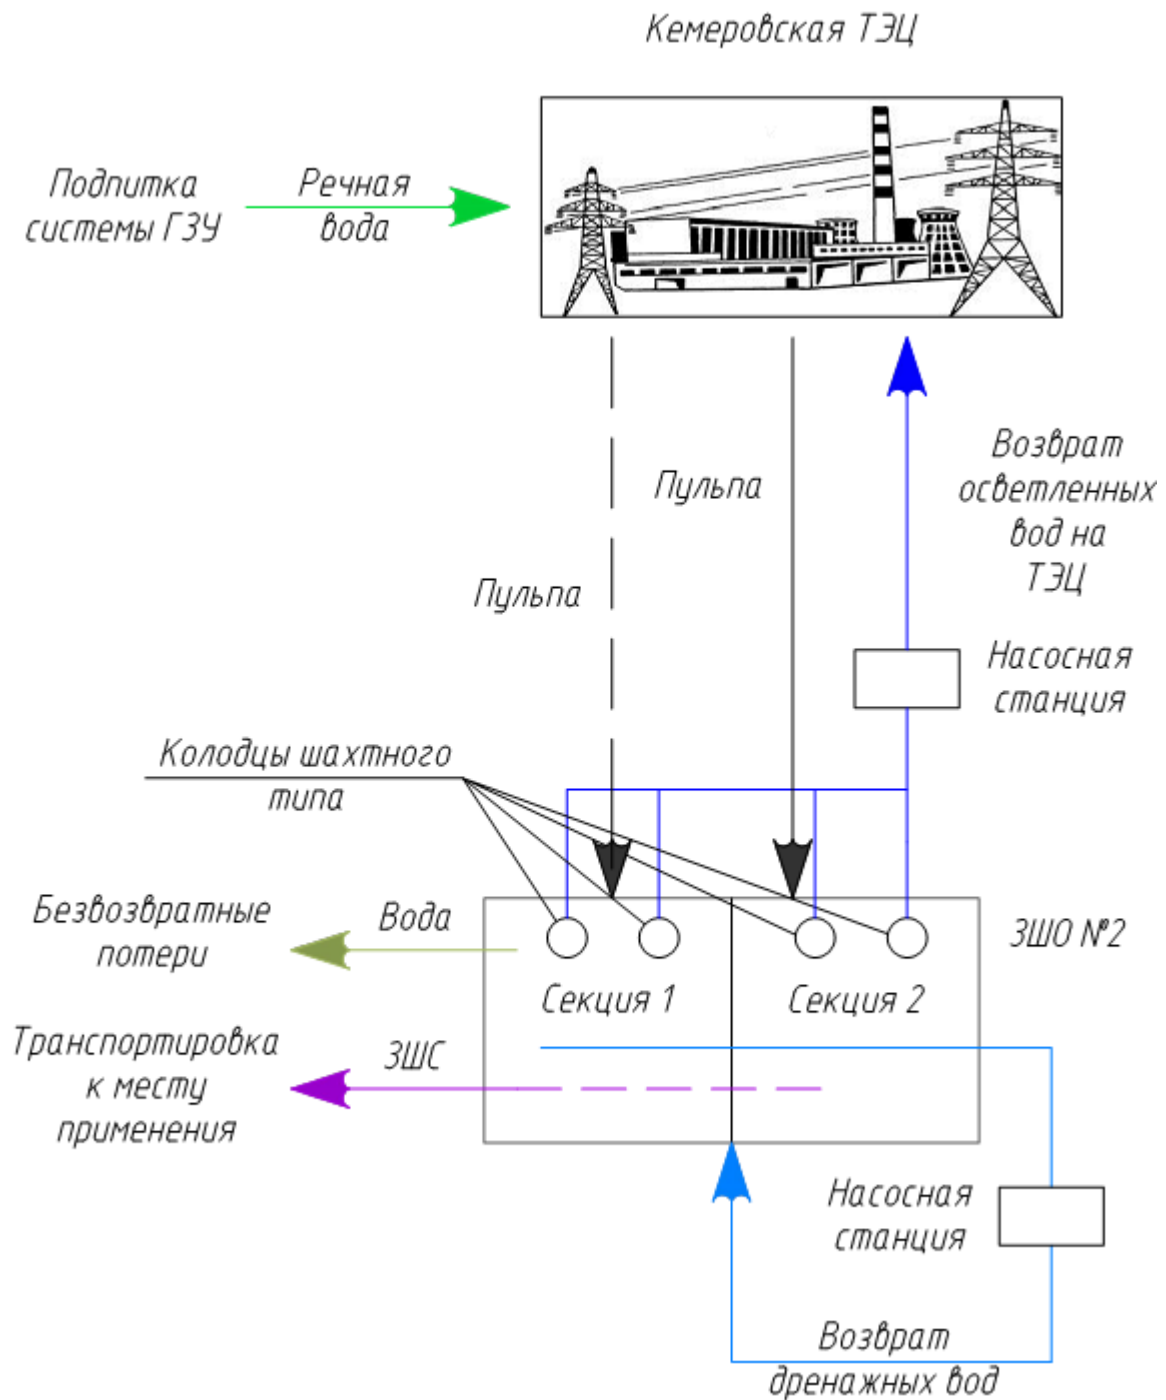 Кемеровская ТЭЦ
Подпитка
системы ГЗУ
Речная
вода
Пульпа
Пульпа
Возврат
осветленных
вод на
ТЭЦ
Насосная
станция
Колодцы шахтного
типа
Безвозвратные
потери
Вода
ЗШО №2
Секция 1
Секция 2
Транспортировка
к месту
применения
ЗШС
Насосная
станция
Возврат
дренажных вод